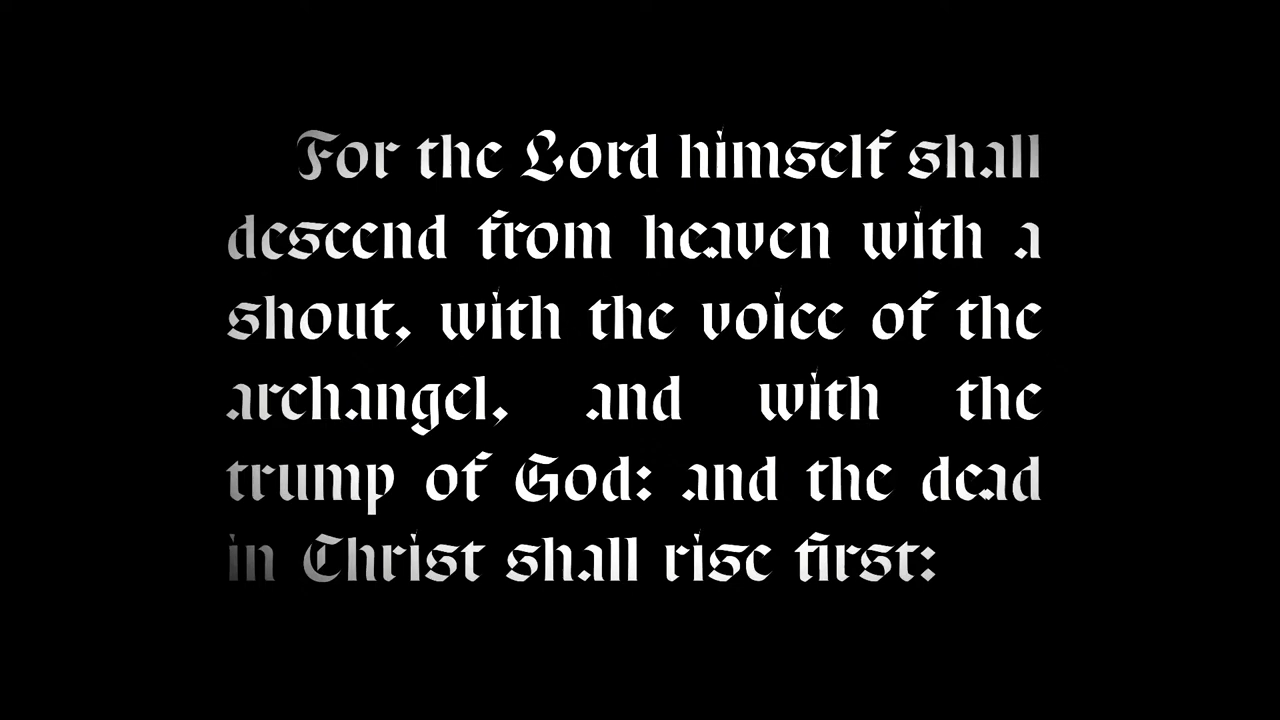 For the Lord himself shall
descend from heaven with a
shout, with the voice of the
archangel, and with the
trump of God: and the dead
in Christ shall rise first: